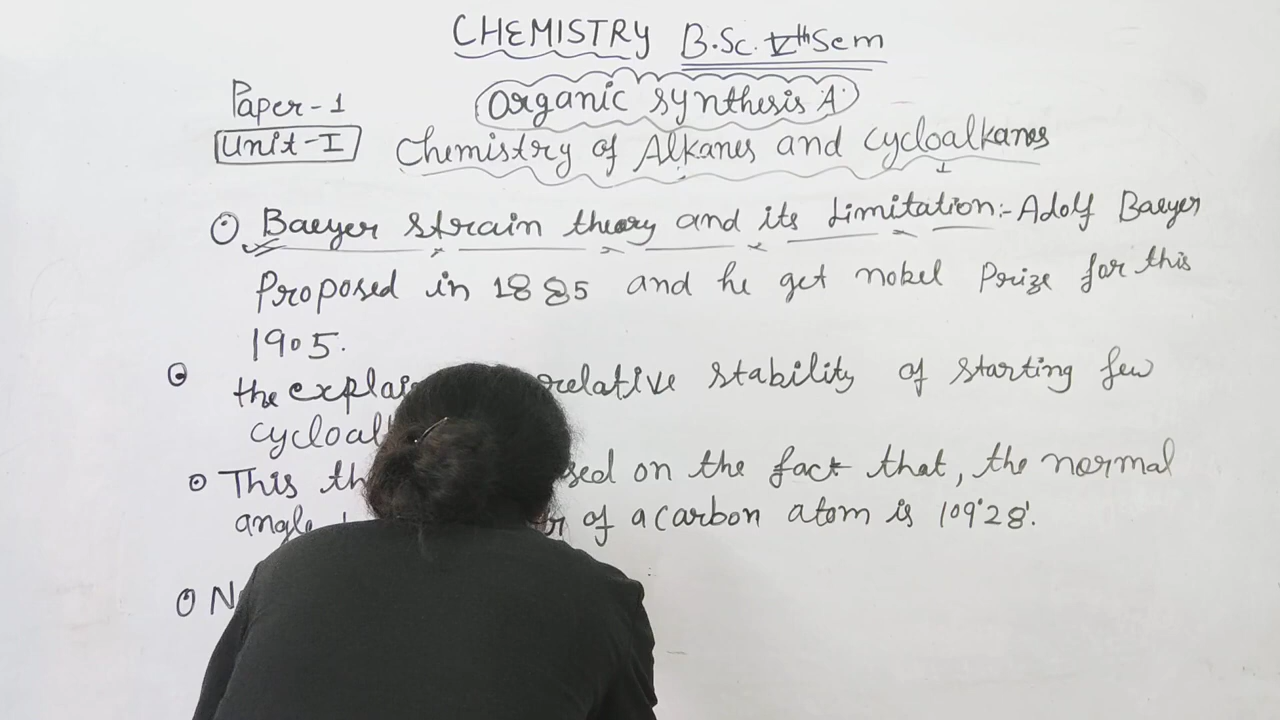 CHEMISTRY B.Sc. Vth Sem
Paper-1
Organic synthesis A
Unit-I
Chemistry of Alkanes and cycloalkanes
Baeyer strain theory and its Limitation:- Adolf Baeyer
Proposed in 1885 and he get nobel Prize for this
1905.
the relative stability of starting few
This on the fact that, the normal
angle of a carbon atom is 109°28'.